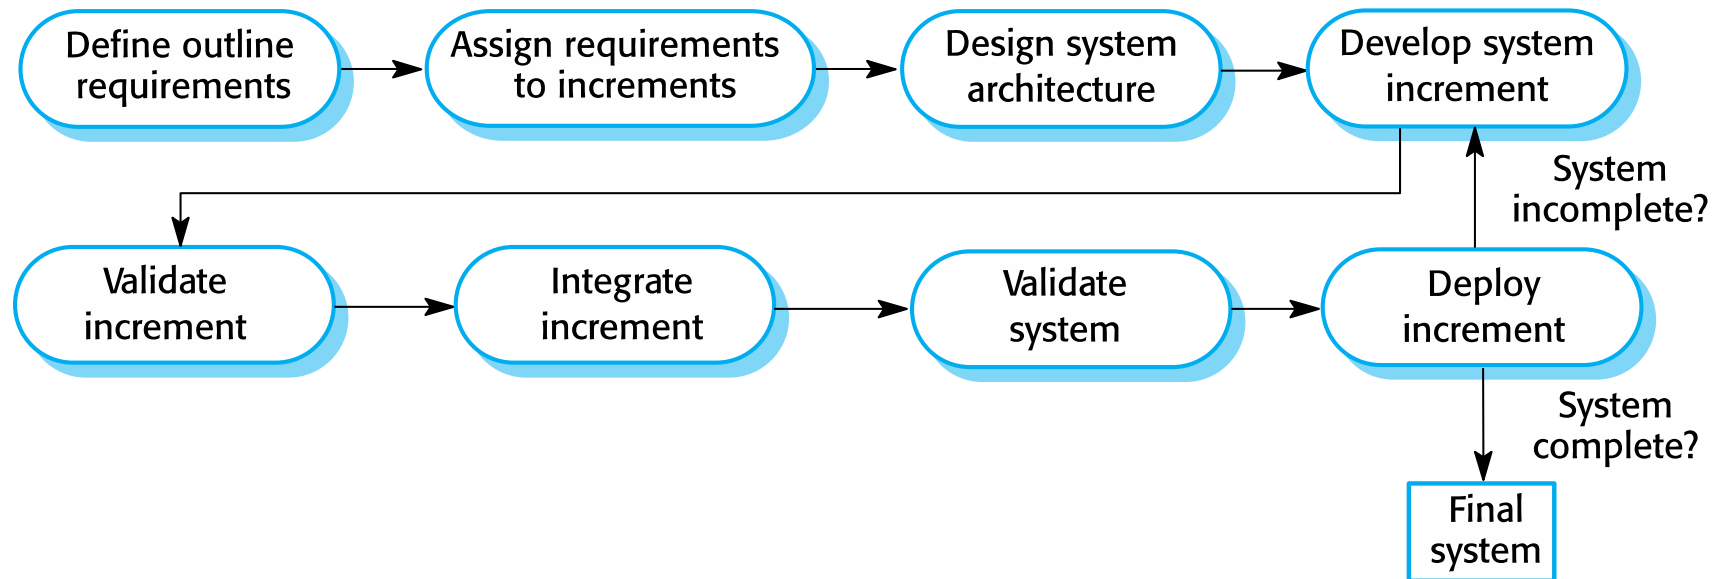 Define outline
requirements
Assign requirements
to increments
Design system
architecture
Develop system
increment
System
incomplete?
Validate
increment
Integrate
increment
Validate
system
Deploy
increment
System
complete?
Final
system